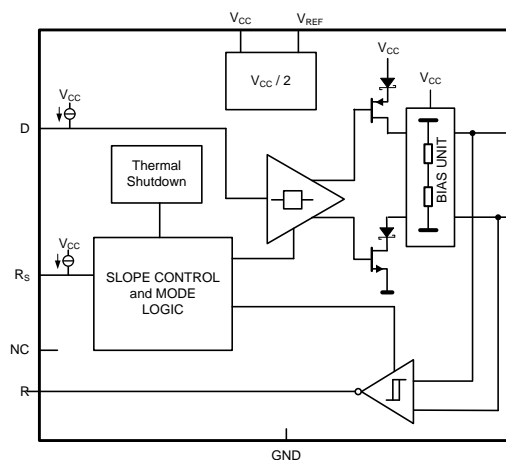 VCC VREF
VCC / 2
VCC
VCC
VCC
D
Thermal
Shutdown
BIAS UNIT
VCC
RS
SLOPE CONTROL
and MODE
LOGIC
NC
R
GND